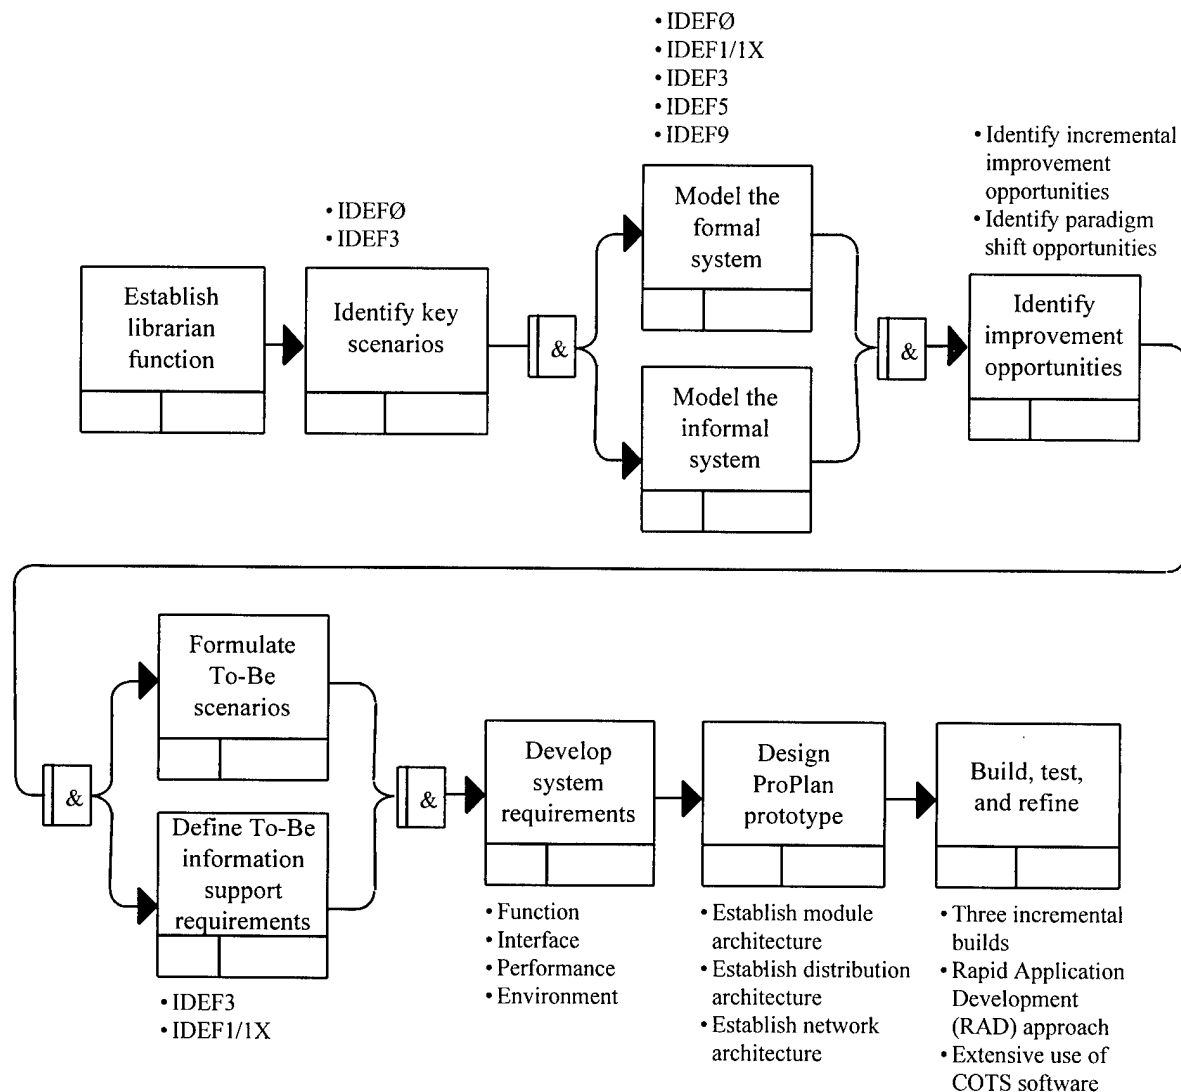 • IDEFØ
• IDEF1/1X
• IDEF3
• IDEF5
• IDEF9
• IDEFØ
• IDEF3
• Identify incremental
improvement
opportunities
• Identify paradigm
shift opportunities
Establish
librarian
function
Identify key
scenarios
&
Model the
formal
system
Model the
informal
system
&
Identify
improvement
opportunities
&
Formulate
To-Be
scenarios
Define To-Be
information
support
requirements
• IDEF3
• IDEF1/1X
&
Develop
system
requirements
• Function
• Interface
• Performance
• Environment
Design
ProPlan
prototype
• Establish module
architecture
• Establish distribution
architecture
• Establish network
architecture
Build, test,
and refine
• Three incremental
builds
• Rapid Application
Development
(RAD) approach
• Extensive use of
COTS software